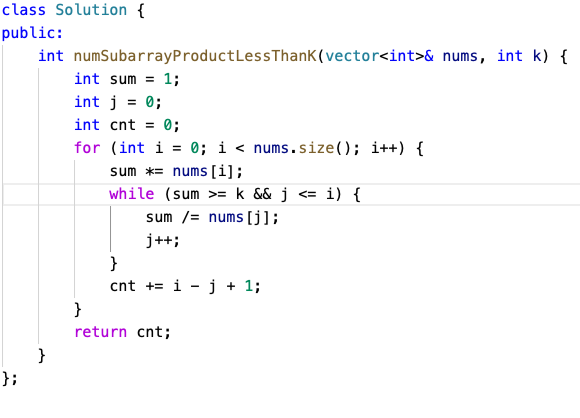 class Solution {
public:
    int numSubarrayProductLessThanK(vector<int>& nums, int k) {
        int sum = 1;
        int j = 0;
        int cnt = 0;
        for (int i = 0; i < nums.size(); i++) {
            sum *= nums[i];
            while (sum >= k && j <= i) {
                sum /= nums[j];
                j++;
            }
            cnt += i - j + 1;
        }
        return cnt;
    }
};